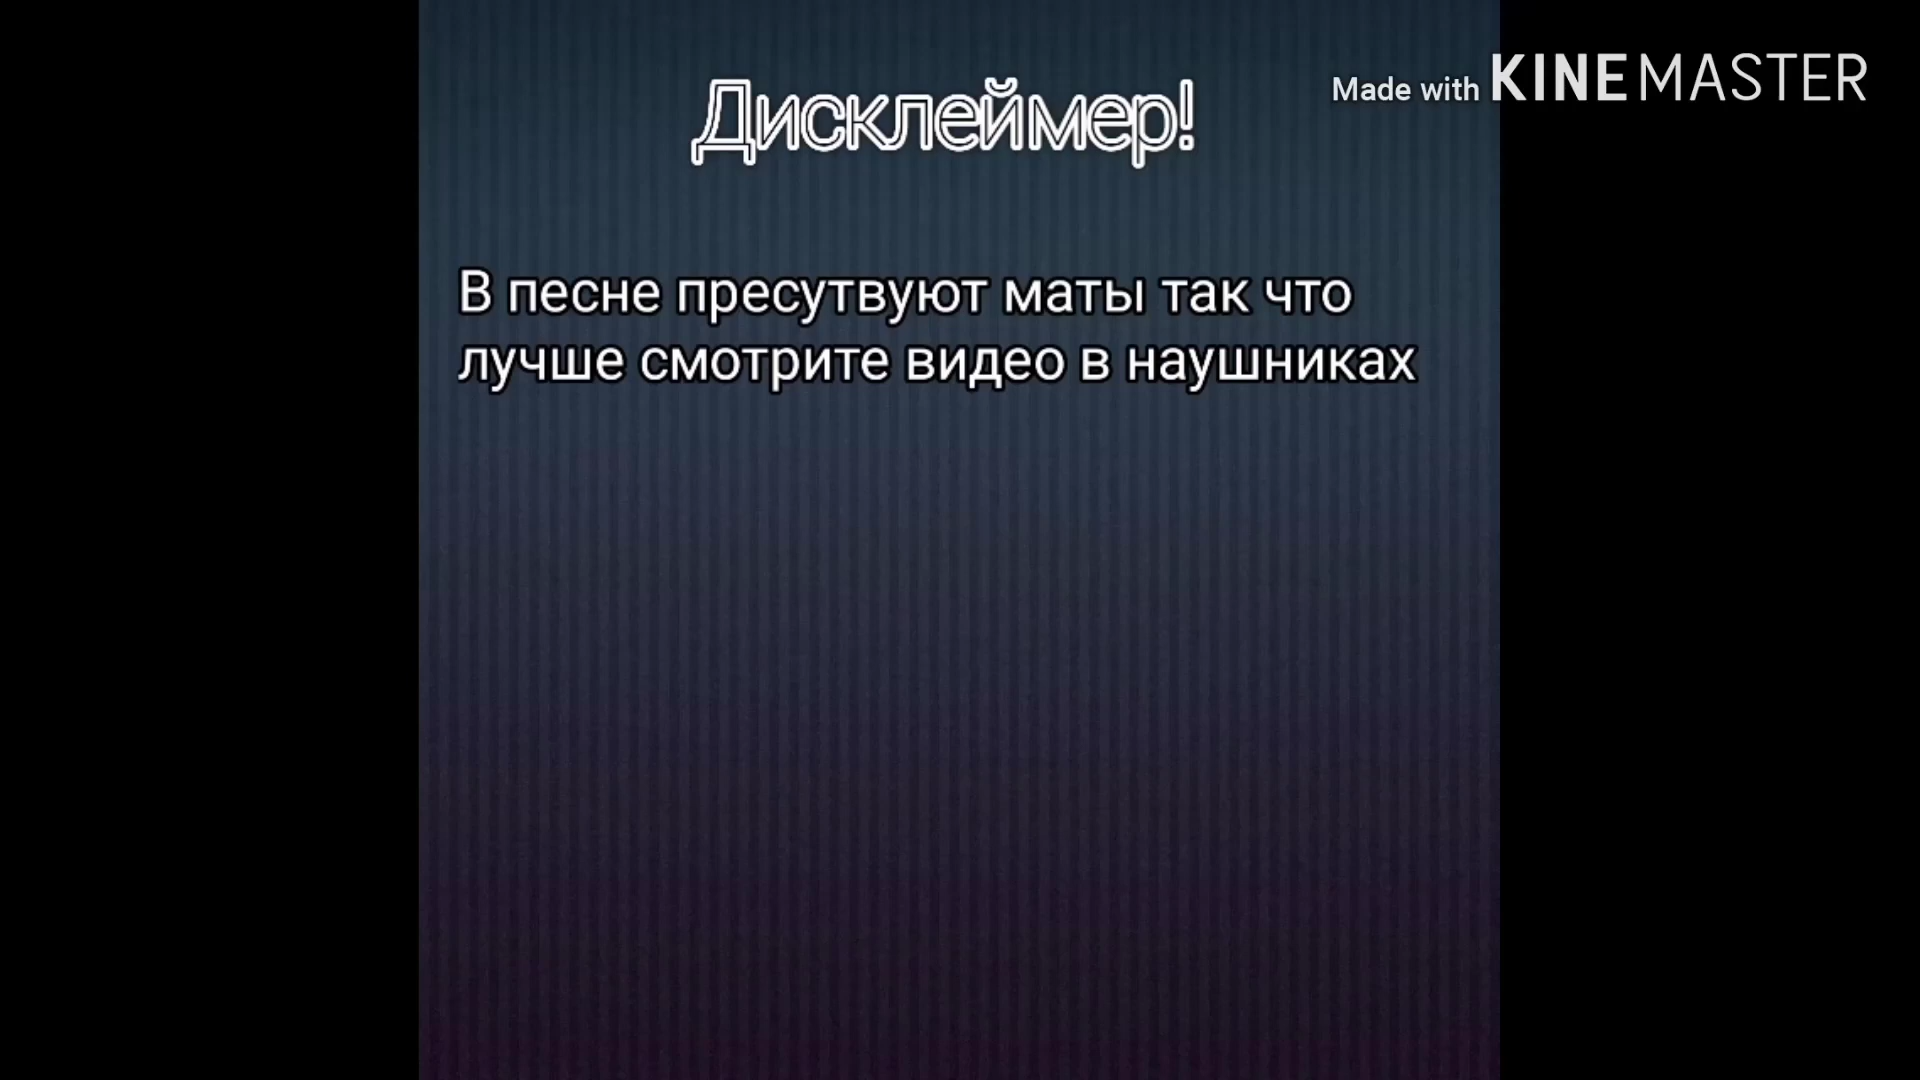 Дисклеймер!
Made with KINEMASTER
В песне пресутвуют маты так что
лучше смотрите видео в наушниках